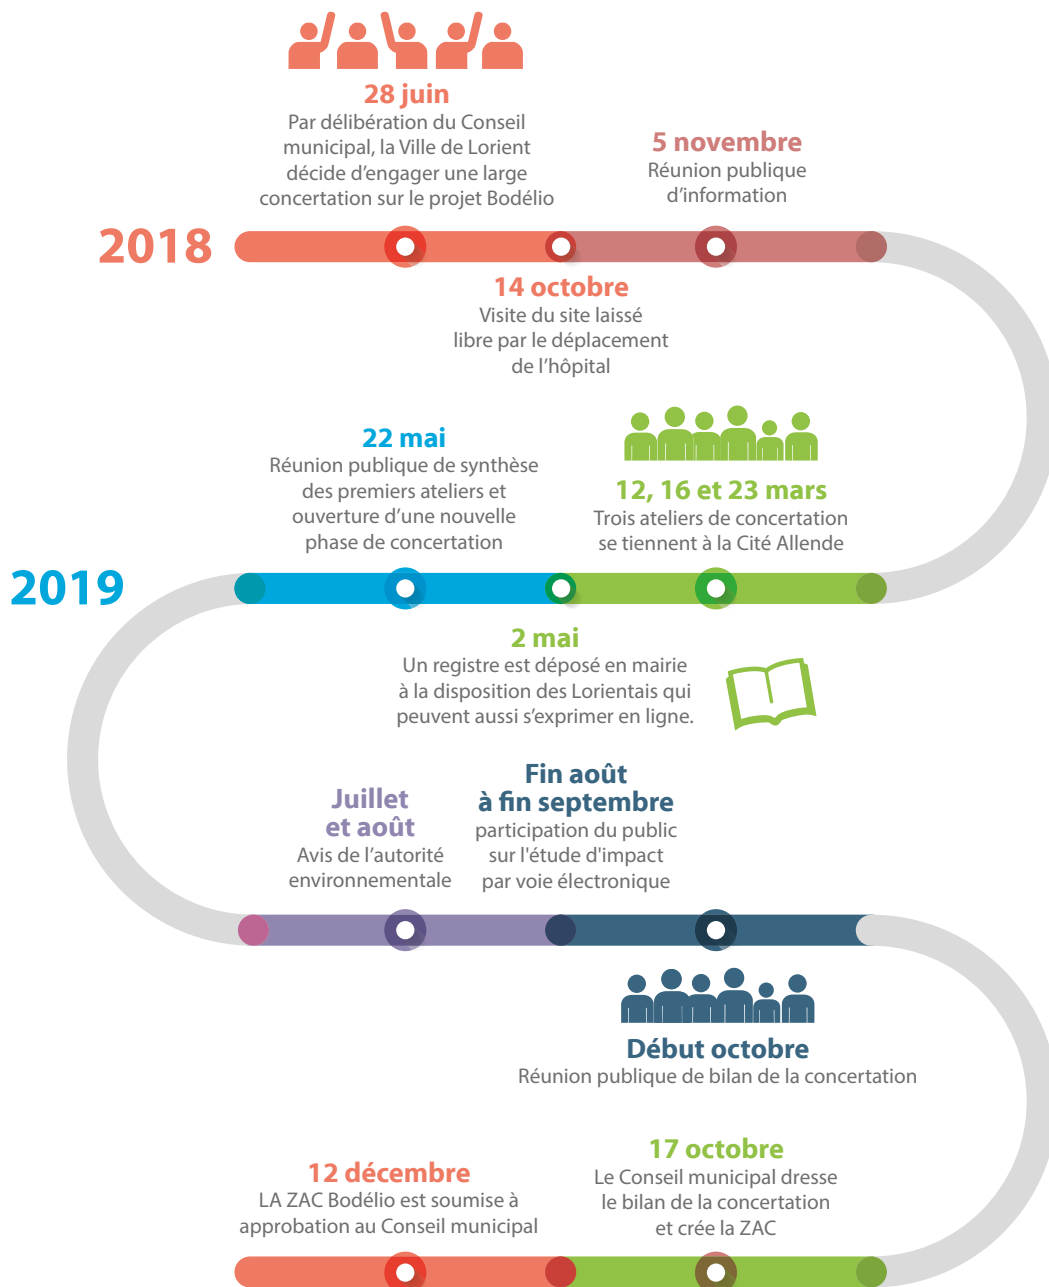 28 juin
Par délibération du Conseil
municipal, la Ville de Lorient
décide d'engager une large
concertation sur le projet Bodélio
5 novembre
Réunion publique
d'information
2018
14 octobre
Visite du site laissé
libre par le déplacement
de l'hôpital
22 mai
Réunion publique de synthèse
des premiers ateliers et
ouverture d'une nouvelle
phase de concertation
12, 16 et 23 mars
Trois ateliers de concertation
se tiennent à la Cité Allende
2019
2 mai
Un registre est déposé en mairie
à la disposition des Lorientais qui
peuvent aussi s'exprimer en ligne.
Juillet
et août
Avis de l'autorité
environnementale
Fin août
à fin septembre
participation du public
sur l'étude d'impact
par voie électronique
Début octobre
Réunion publique de bilan de la concertation
12 décembre
LA ZAC Bodélio est soumise à
approbation au Conseil municipal
17 octobre
Le Conseil municipal dresse
le bilan de la concertation
et crée la ZAC